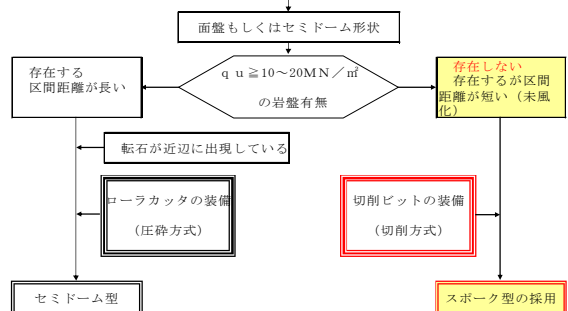 面盤もしくはセミドーム形状
存在する
区間距離が長い
qu≧10～20MN／㎡
の岩盤有無
存在しない
存在するが区間
距離が短い（未風
化）
転石が近辺に出現している
ローラカッタの装備
（圧砕方式）
切削ビットの装備
（切削方式）
セミドーム型
スポーク型の採用